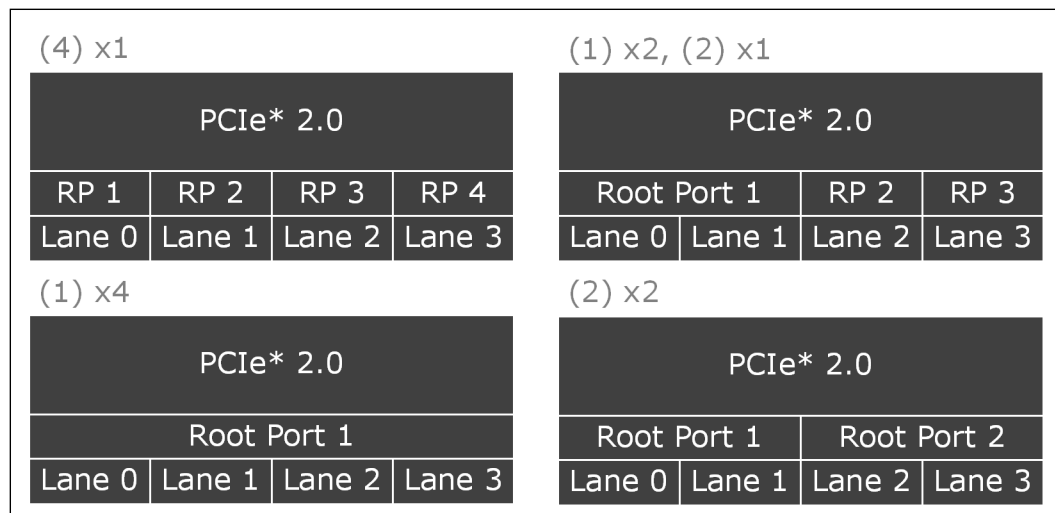 (4) x1
PCIe* 2.0
RP 1 RP 2 RP 3 RP 4
Lane 0 Lane 1 Lane 2 Lane 3
(1) x2, (2) x1
PCIe* 2.0
Root Port 1 RP 2 RP 3
Lane 0 Lane 1 Lane 2 Lane 3
(1) x4
PCIe* 2.0
Root Port 1
Lane 0 Lane 1 Lane 2 Lane 3
(2) x2
PCIe* 2.0
Root Port 1 Root Port 2
Lane 0 Lane 1 Lane 2 Lane 3